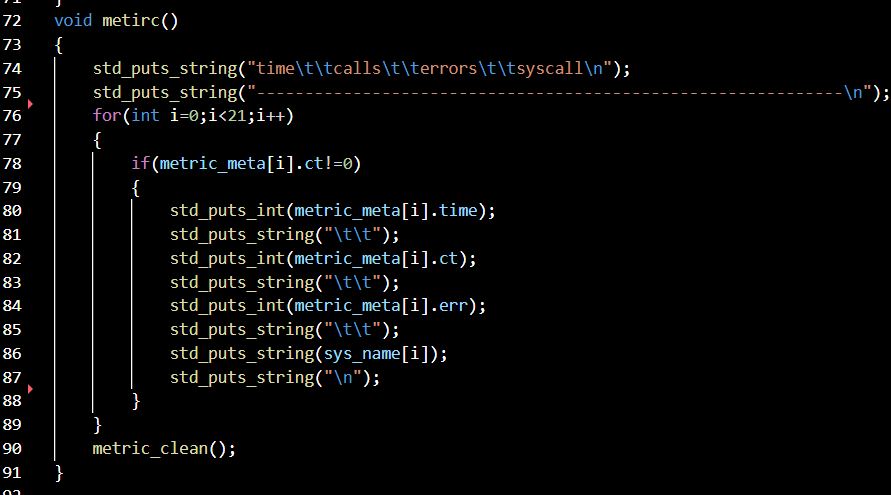 72 void metirc()
73 {
74 std_puts_string("time\t\tcalls\t\terrors\t\tsyscall\n");
75 std_puts_string("-------------------------------------------------------------\n");
76 for(int i=0;i<21;i++)
77 {
78 if(metric_meta[i].ct!=0)
79 {
80 std_puts_int(metric_meta[i].time);
81 std_puts_string("\t\t");
82 std_puts_int(metric_meta[i].ct);
83 std_puts_string("\t\t");
84 std_puts_int(metric_meta[i].err);
85 std_puts_string("\t\t");
86 std_puts_string(sys_name[i]);
87 std_puts_string("\n");
88 }
89 }
90 metric_clean();
91 }